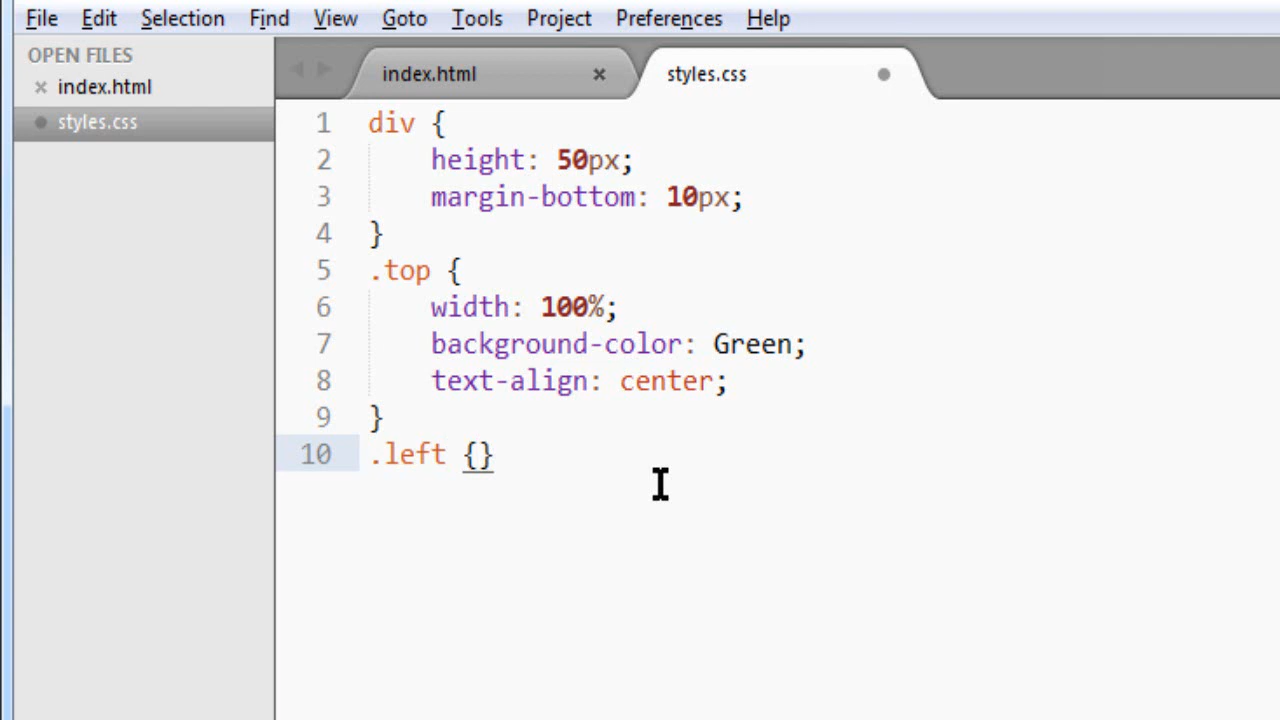 File Edit Selection Find View Goto Tools Project Preferences Help
OPEN FILES
index.html
styles.css
index.html styles.css
1 div {
2 height: 50px;
3 margin-bottom: 10px;
4 }
5 .top {
6 width: 100%;
7 background-color: Green;
8 text-align: center;
9 }
10 .left {}